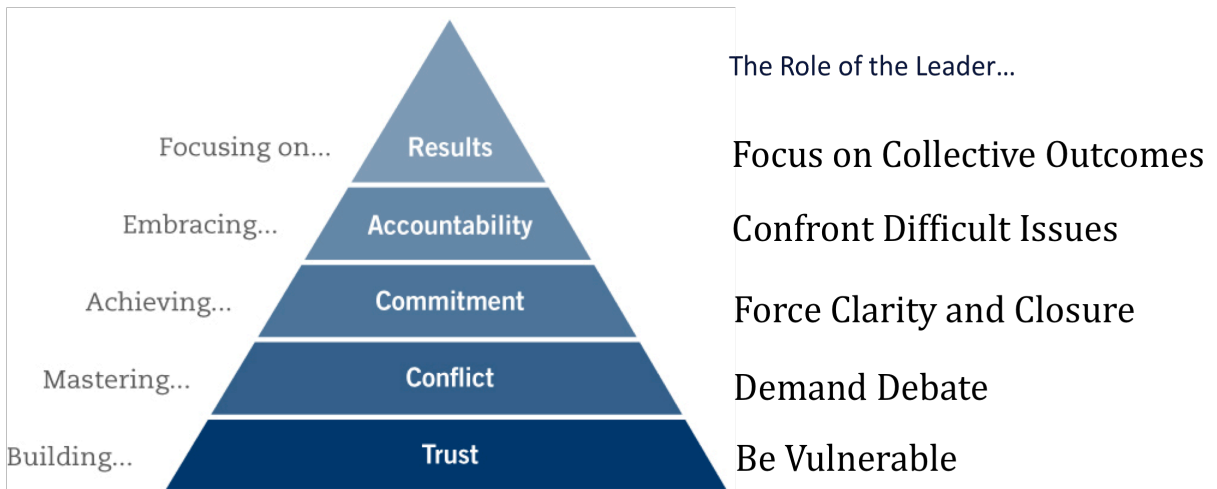 The Role of the Leader...
Focusing on... Results Focus on Collective Outcomes
Embracing... Accountability Confront Difficult Issues
Achieving... Commitment Force Clarity and Closure
Mastering... Conflict Demand Debate
Building... Trust Be Vulnerable